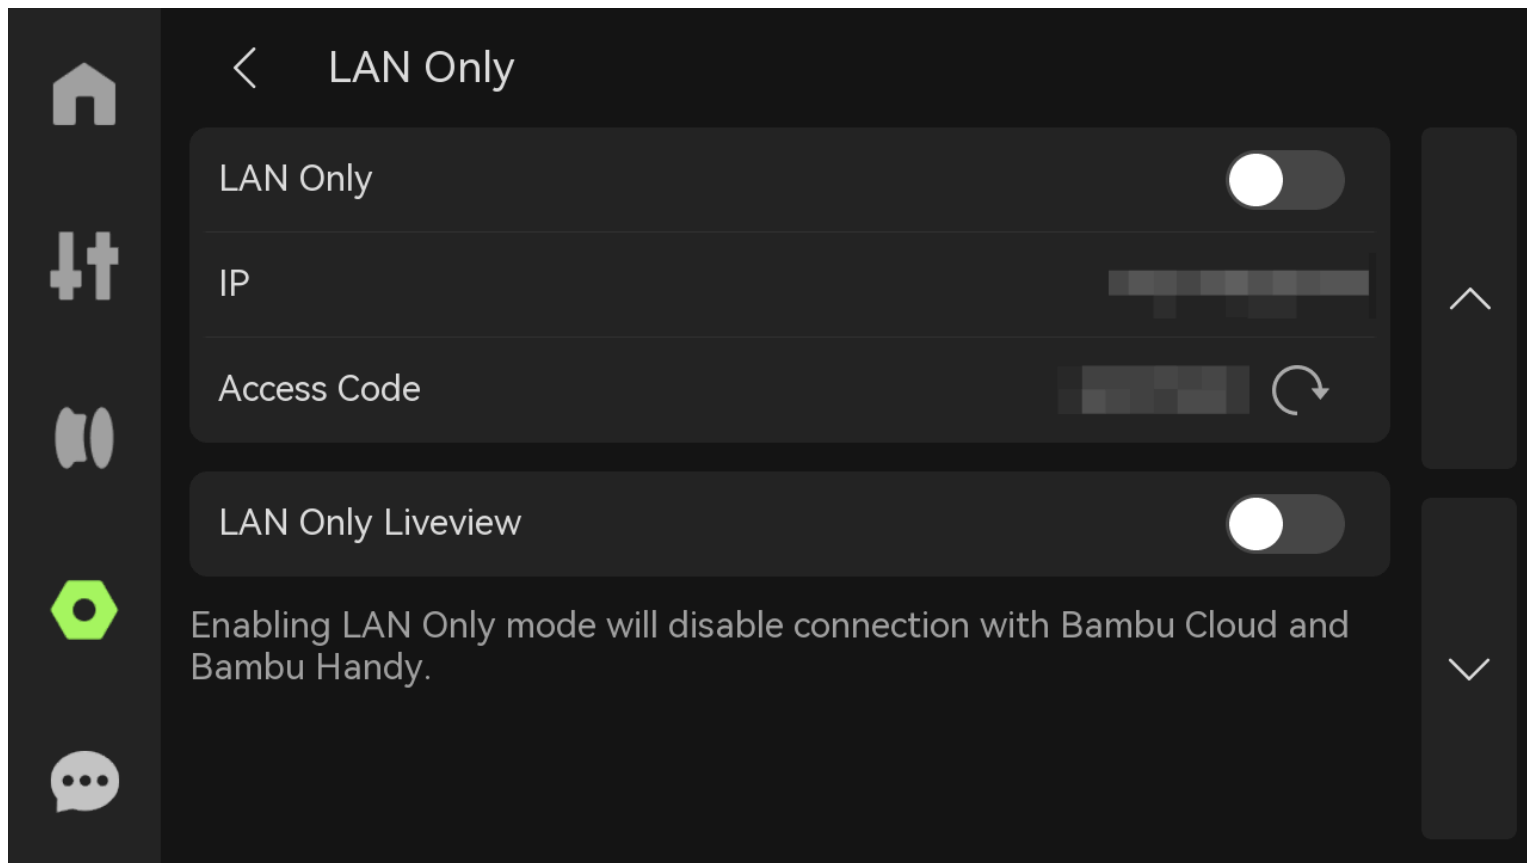 LAN Only
LAN Only
IP
Access Code
LAN Only Liveview
Enabling LAN Only mode will disable connection with Bambu Cloud and
Bambu Handy.